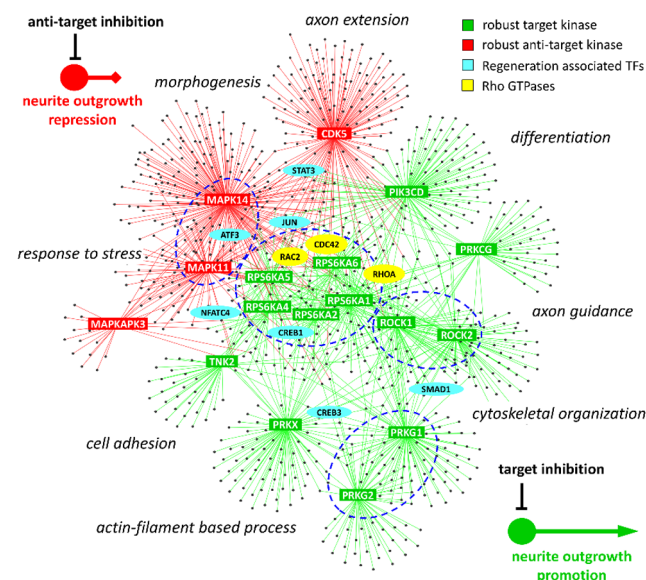 anti-target inhibition
neurite outgrowth
repression
axon extension
robust target kinase
robust anti-target kinase
Regeneration associated TFs
Rho GTPases
morphogenesis
CDK5
differentiation
STAT3
PIK3CD
MAPK14
JUN
ATF3
CDC42
PRKCG
response to stress
RAC2
RPS6KA6
MAPK11
RPS6KA5
RHOA
RPS6KA1
axon guidance
NFATC4
RPS6KA4
RPS6KA2
MAPKAPK3
ROCK1
CREB1
ROCK2
TNK2
SMAD1
CREB3
cytoskeletal organization
PRKX
PRKG1
cell adhesion
target inhibition
PRKG2
actin-filament based process
neurite outgrowth
promotion